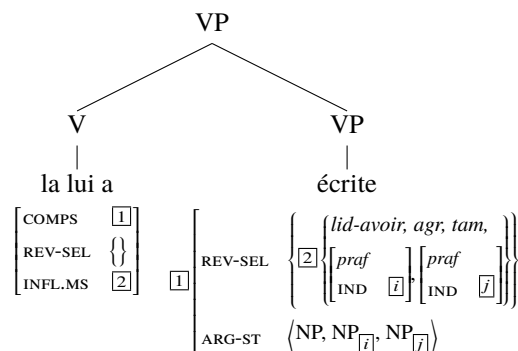 VP
V VP
la lui a écrite
[COMPS [1] REV-SEL {} INFL.MS [2]]
[1] [REV-SEL {[2] {lid-avoir, agr, tam, [praf IND [i]], [praf IND [j]]}}
ARG-ST ⟨NP, NP[i], NP[j]⟩]